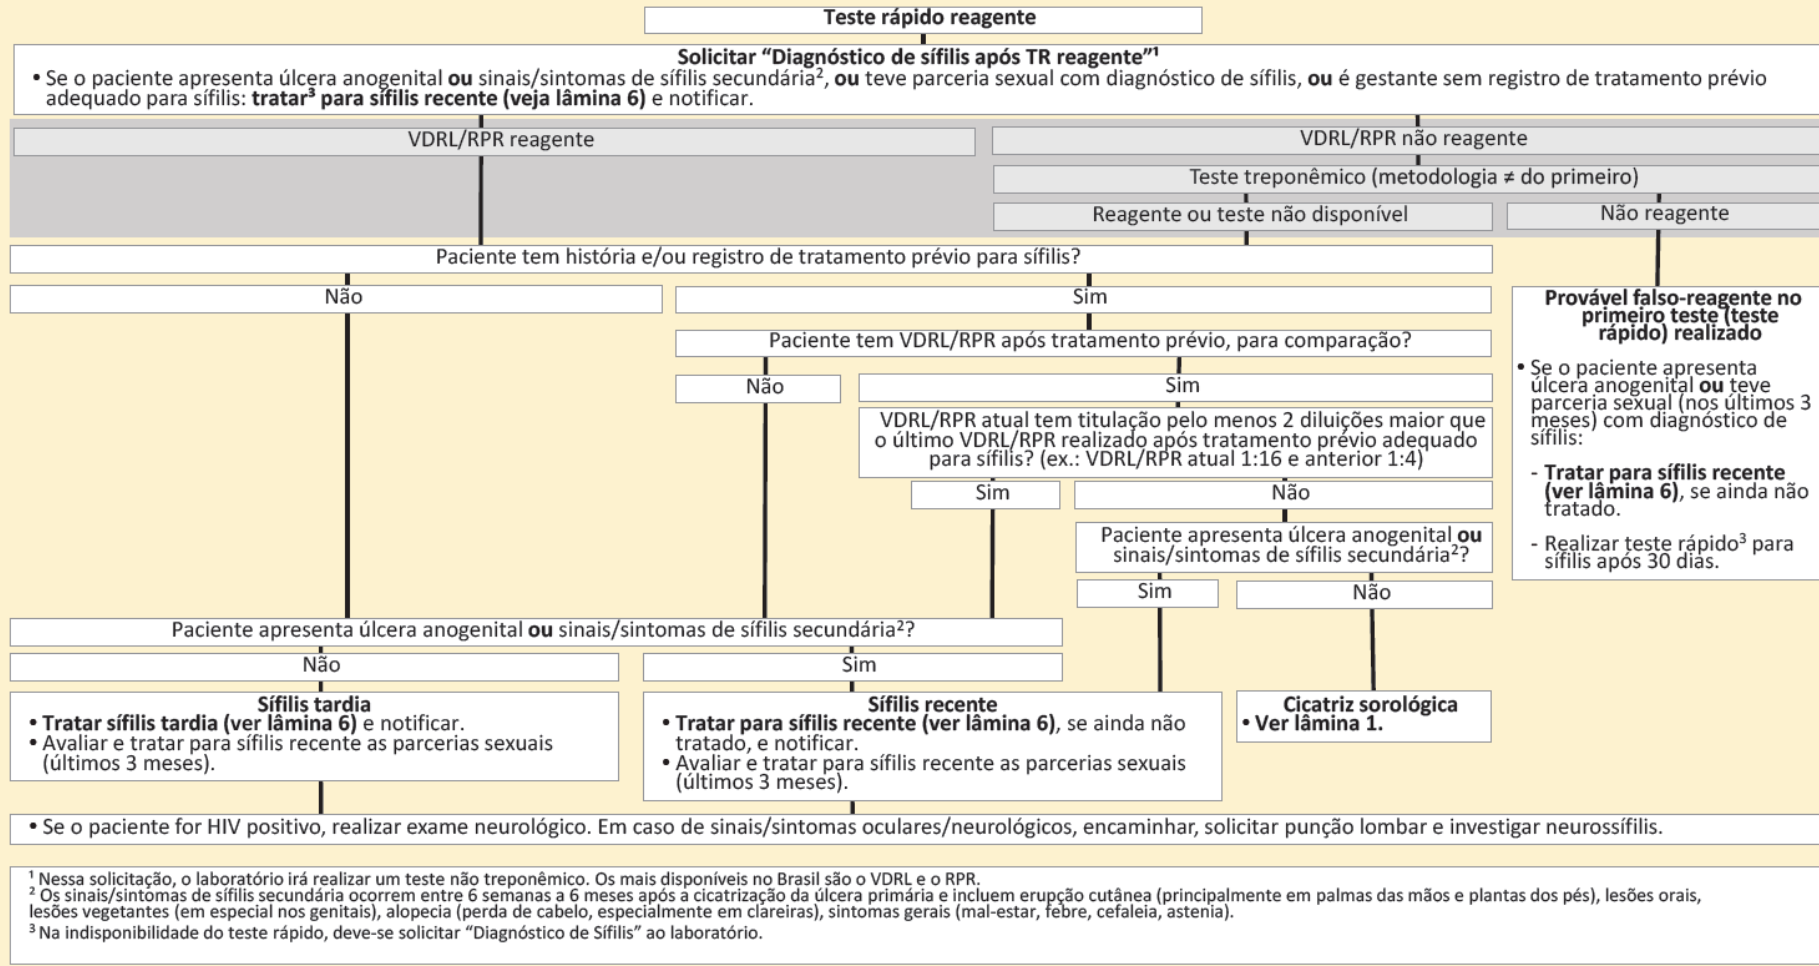 Teste rápido reagente
Solicitar “Diagnóstico de sífilis após TR reagente”¹
• Se o paciente apresenta úlcera anogenital ou sinais/sintomas de sífilis secundária², ou teve parceria sexual com diagnóstico de sífilis, ou é gestante sem registro de tratamento prévio
adequado para sífilis: tratar³ para sífilis recente (veja lâmina 6) e notificar.
VDRL/RPR reagente
VDRL/RPR não reagente
Teste treponêmico (metodologia ≠ do primeiro)
Reagente ou teste não disponível
Não reagente
Paciente tem história e/ou registro de tratamento prévio para sífilis?
Não
Sim
Paciente tem VDRL/RPR após tratamento prévio, para comparação?
Não
Sim
VDRL/RPR atual tem titulação pelo menos 2 diluições maior que
o último VDRL/RPR realizado após tratamento prévio adequado
para sífilis? (ex.: VDRL/RPR atual 1:16 e anterior 1:4)
Sim
Não
Paciente apresenta úlcera anogenital ou
sinais/sintomas de sífilis secundária²?
Sim
Não
Provável falso-reagente no
primeiro teste (teste
rápido) realizado
• Se o paciente apresenta
úlcera anogenital ou teve
parceria sexual (nos últimos 3
meses) com diagnóstico de
sífilis:
- Tratar para sífilis recente
(ver lâmina 6), se ainda não
tratado.
- Realizar teste rápido³ para
sífilis após 30 dias.
Paciente apresenta úlcera anogenital ou sinais/sintomas de sífilis secundária²?
Não
Sim
Sífilis tardia
• Tratar sífilis tardia (ver lâmina 6) e notificar.
• Avaliar e tratar para sífilis recente as parcerias sexuais
(últimos 3 meses).
Sífilis recente
• Tratar para sífilis recente (ver lâmina 6), se ainda não
tratado, e notificar.
• Avaliar e tratar para sífilis recente as parcerias sexuais
(últimos 3 meses).
Cicatriz sorológica
• Ver lâmina 1.
• Se o paciente for HIV positivo, realizar exame neurológico. Em caso de sinais/sintomas oculares/neurológicos, encaminhar, solicitar punção lombar e investigar neurossífilis.
¹ Nessa solicitação, o laboratório irá realizar um teste não treponêmico. Os mais disponíveis no Brasil são o VDRL e o RPR.
² Os sinais/sintomas de sífilis secundária ocorrem entre 6 semanas a 6 meses após a cicatrização da úlcera primária e incluem erupção cutânea (principalmente em palmas das mãos e plantas dos pés), lesões orais,
lesões vegetantes (em especial nos genitais), alopecia (perda de cabelo, especialmente em clareiras), sintomas gerais (mal-estar, febre, cefaleia, astenia).
³ Na indisponibilidade do teste rápido, deve-se solicitar “Diagnóstico de Sífilis” ao laboratório.